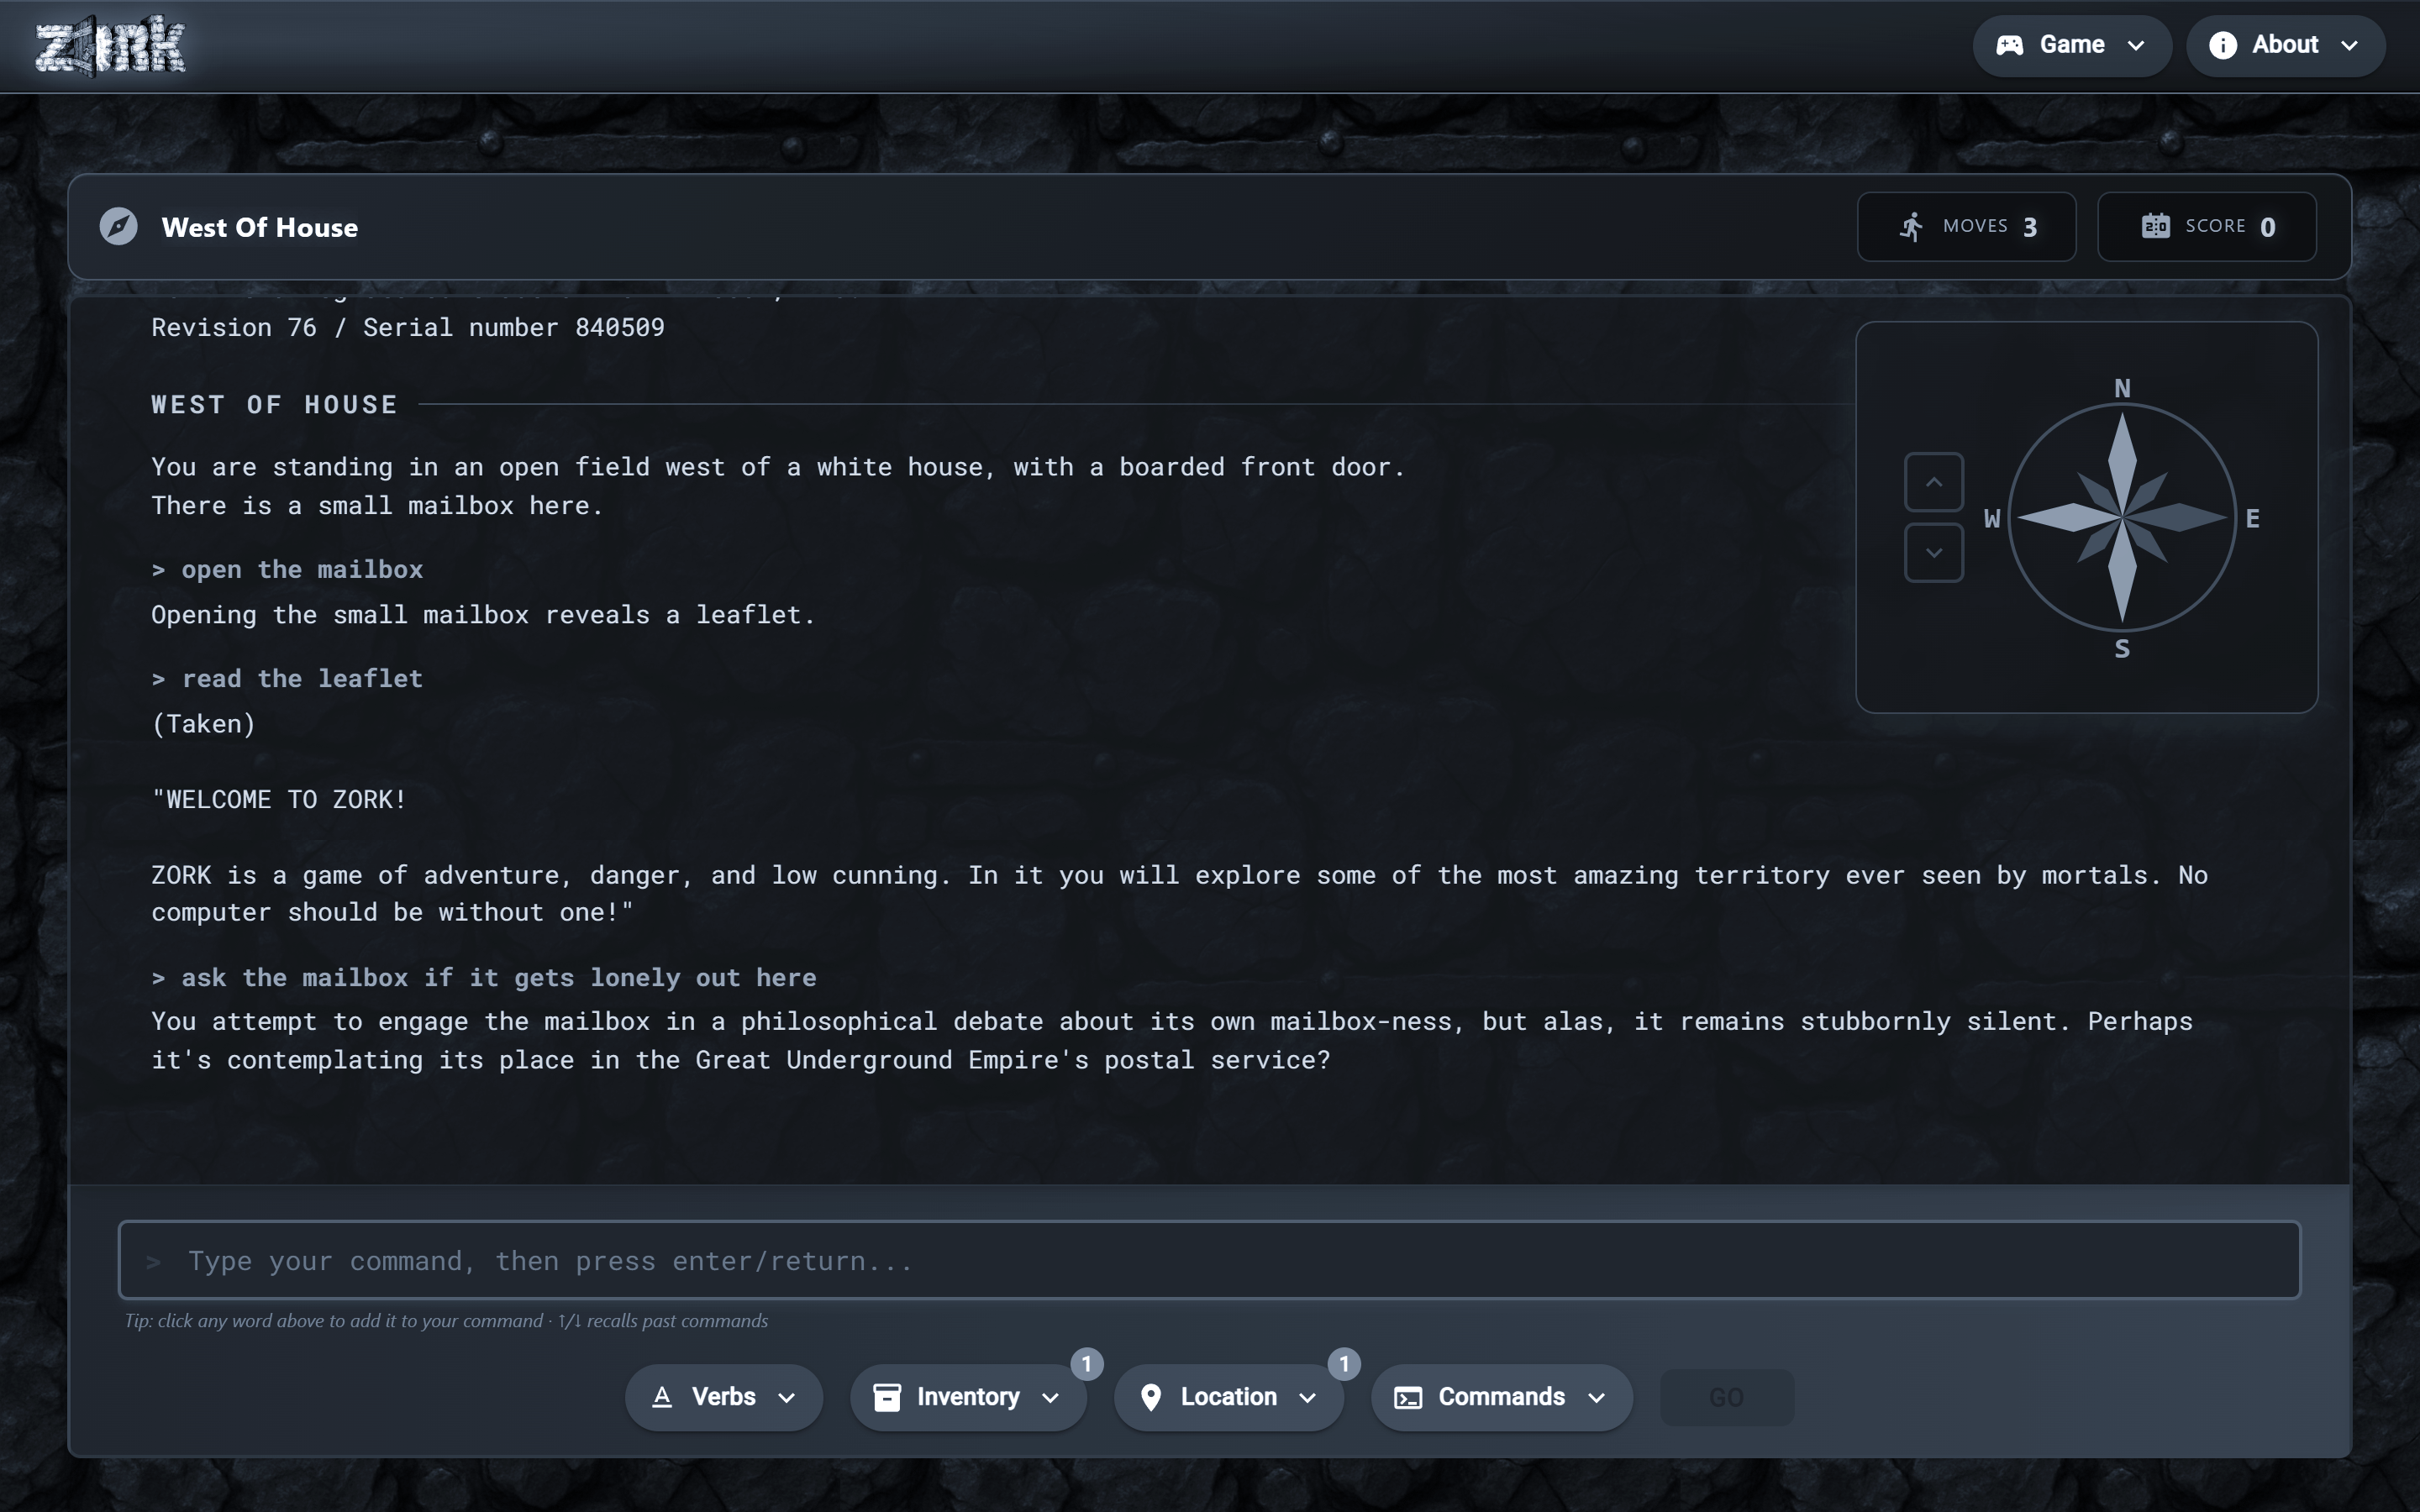 zork
Game
About
West Of House
MOVES 3
SCORE 0
Revision 76 / Serial number 840509
WEST OF HOUSE
You are standing in an open field west of a white house, with a boarded front door.
There is a small mailbox here.
> open the mailbox
Opening the small mailbox reveals a leaflet.
> read the leaflet
(Taken)
"WELCOME TO ZORK!
ZORK is a game of adventure, danger, and low cunning. In it you will explore some of the most amazing territory ever seen by mortals. No
computer should be without one!"
> ask the mailbox if it gets lonely out here
You attempt to engage the mailbox in a philosophical debate about its own mailbox-ness, but alas, it remains stubbornly silent. Perhaps
it's contemplating its place in the Great Underground Empire's postal service?
N
W
E
S
> Type your command, then press enter/return...
Tip: click any word above to add it to your command · ↑/↓ recalls past commands
Verbs
Inventory 1
Location 1
Commands
GO